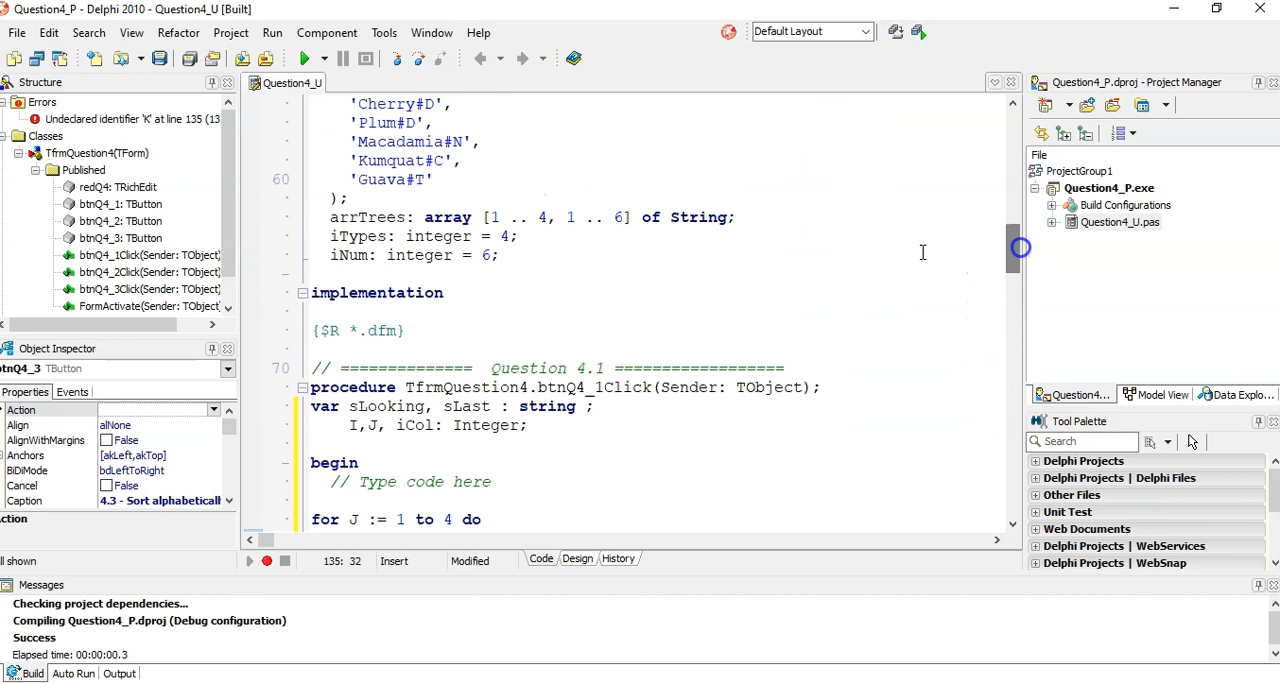 Question4_P - Delphi 2010 - Question4_U [Built]
File Edit Search View Refactor Project Run Component Tools Window Help
Default Layout
Structure
Errors
Undeclared identifier 'K' at line 135 (13
Classes
TfrmQuestion4(TForm)
Published
redQ4: TRichEdit
btnQ4_1: TButton
btnQ4_2: TButton
btnQ4_3: TButton
btnQ4_1Click(Sender: TObject)
btnQ4_2Click(Sender: TObject)
btnQ4_3Click(Sender: TObject)
FormActivate(Sender: TObject
Object Inspector
tnQ4_3 TButton
Properties Events
Action
Align alNone
AlignWithMargins False
Anchors [akLeft,akTop]
BiDiMode bdLeftToRight
Cancel False
Caption 4.3 - Sort alphabeticall
ction
ll shown
Question4_U
'Cherry#D',
'Plum#D',
'Macadamia#N',
'Kumquat#C',
60 'Guava#T'
);
arrTrees: array [1 .. 4, 1 .. 6] of String;
iTypes: integer = 4;
iNum: integer = 6;
implementation
{$R *.dfm}
70 // ============== Question 4.1 ==================
procedure TfrmQuestion4.btnQ4_1Click(Sender: TObject);
var sLooking, sLast : string ;
I,J, iCol: Integer;
begin
// Type code here
for J := 1 to 4 do
135: 32 Insert Modified Code Design History
Question4_P.dproj - Project Manager
File
ProjectGroup1
Question4_P.exe
Build Configurations
Question4_U.pas
Question4... Model View Data Explo...
Tool Palette
Search
Delphi Projects
Delphi Projects | Delphi Files
Other Files
Unit Test
Web Documents
Delphi Projects | WebServices
Delphi Projects | WebSnap
Messages
Checking project dependencies...
Compiling Question4_P.dproj (Debug configuration)
Success
Elapsed time: 00:00:00.3
Build Auto Run Output